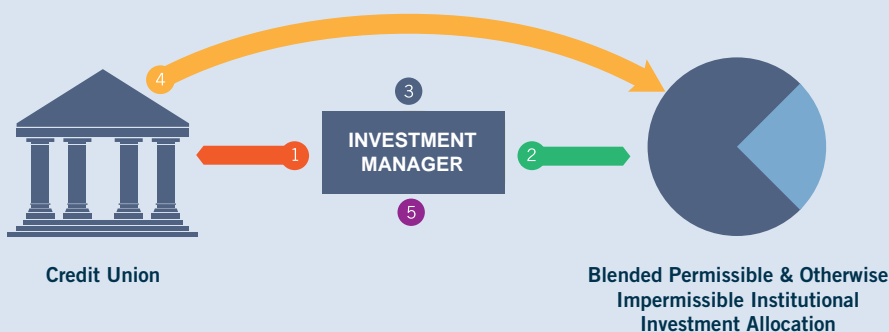 4
3
INVESTMENT
MANAGER
1
2
5
Credit Union
Blended Permissible & Otherwise
Impermissible Institutional
Investment Allocation